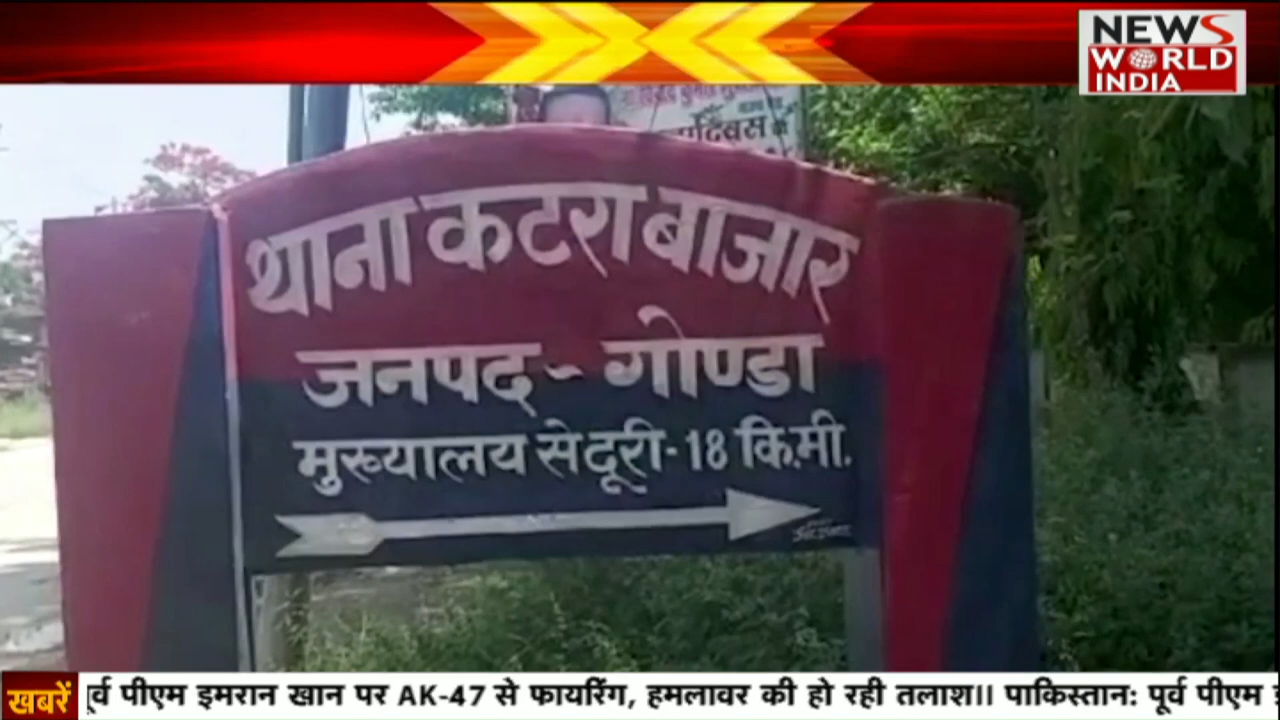 NEWS
WORLD
INDIA
थाना कटरा बाजार
जनपद - गोण्डा
मुख्यालय से दूरी - 18 कि.मी.
खबरें
पूर्व पीएम इमरान खान पर AK-47 से फायरिंग, हमलावर की हो रही तलाश।। पाकिस्तान: पूर्व पीएम